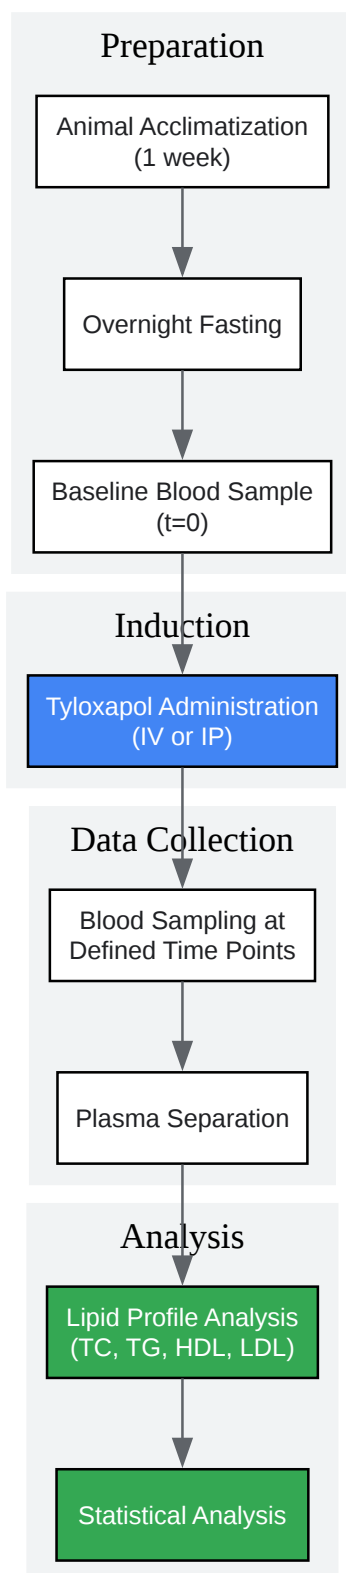 Preparation
Animal Acclimatization
(1 week)
Overnight Fasting
Baseline Blood Sample
(t=0)
Induction
Tyloxapol Administration
(IV or IP)
Data Collection
Blood Sampling at
Defined Time Points
Plasma Separation
Analysis
Lipid Profile Analysis
(TC, TG, HDL, LDL)
Statistical Analysis